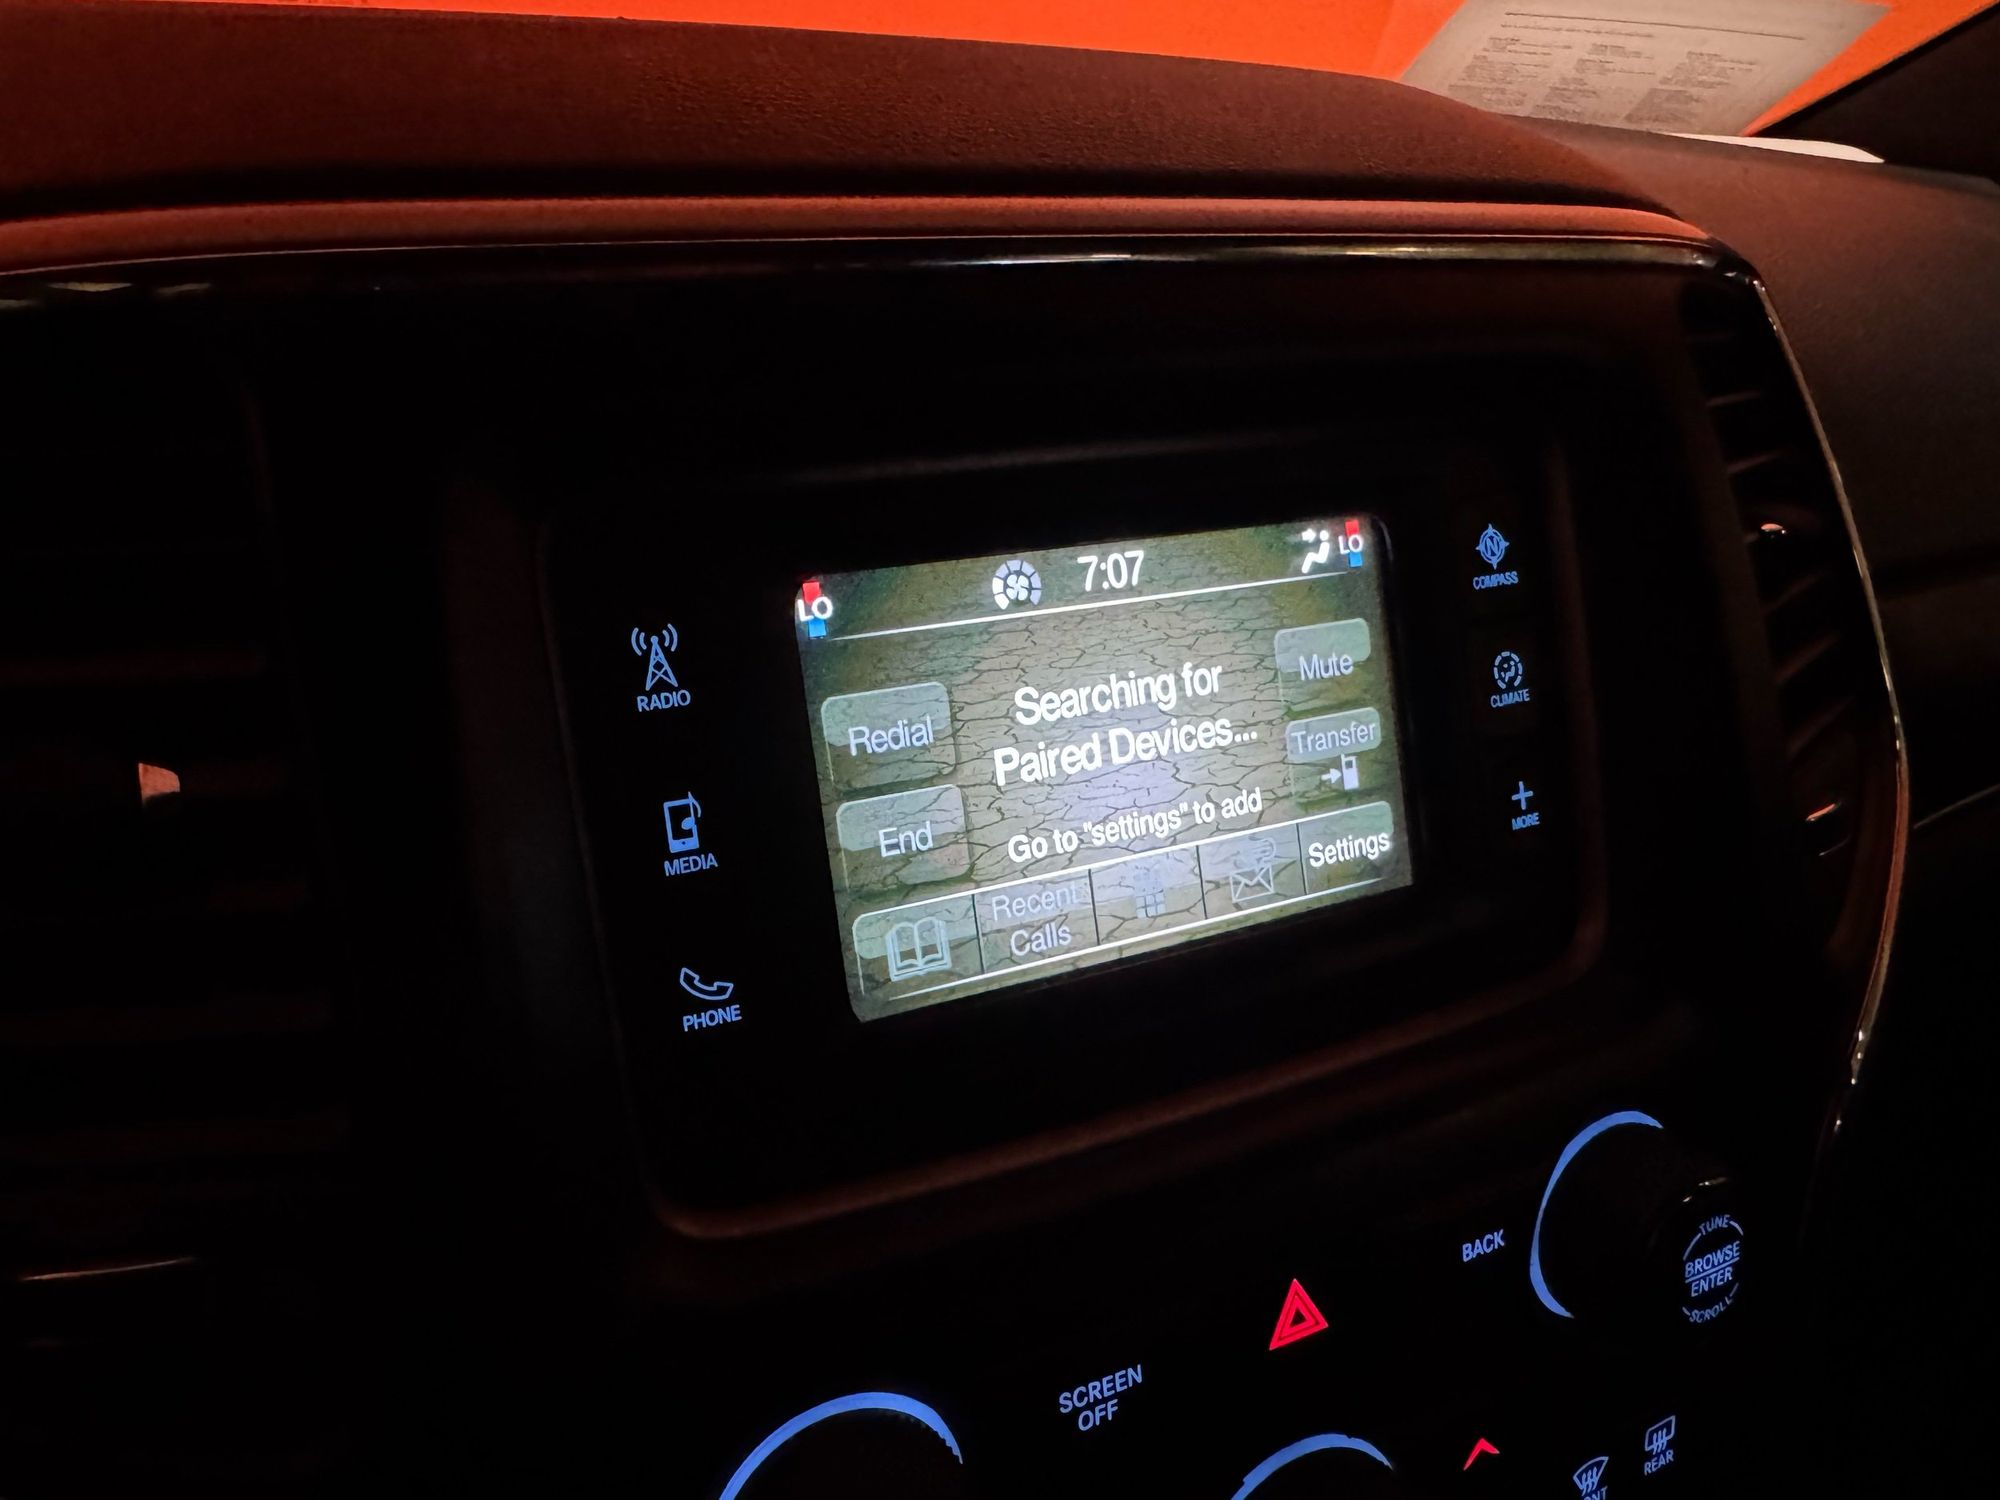 7:07
LO
LO
Searching for
Paired Devices...
Go to "settings" to add
Redial
End
Mute
Transfer
Recent
Calls
Settings
RADIO
MEDIA
PHONE
N
COMPASS
CLIMATE
MORE
BACK
TUNE
BROWSE
ENTER
SCROLL
SCREEN
OFF
REAR